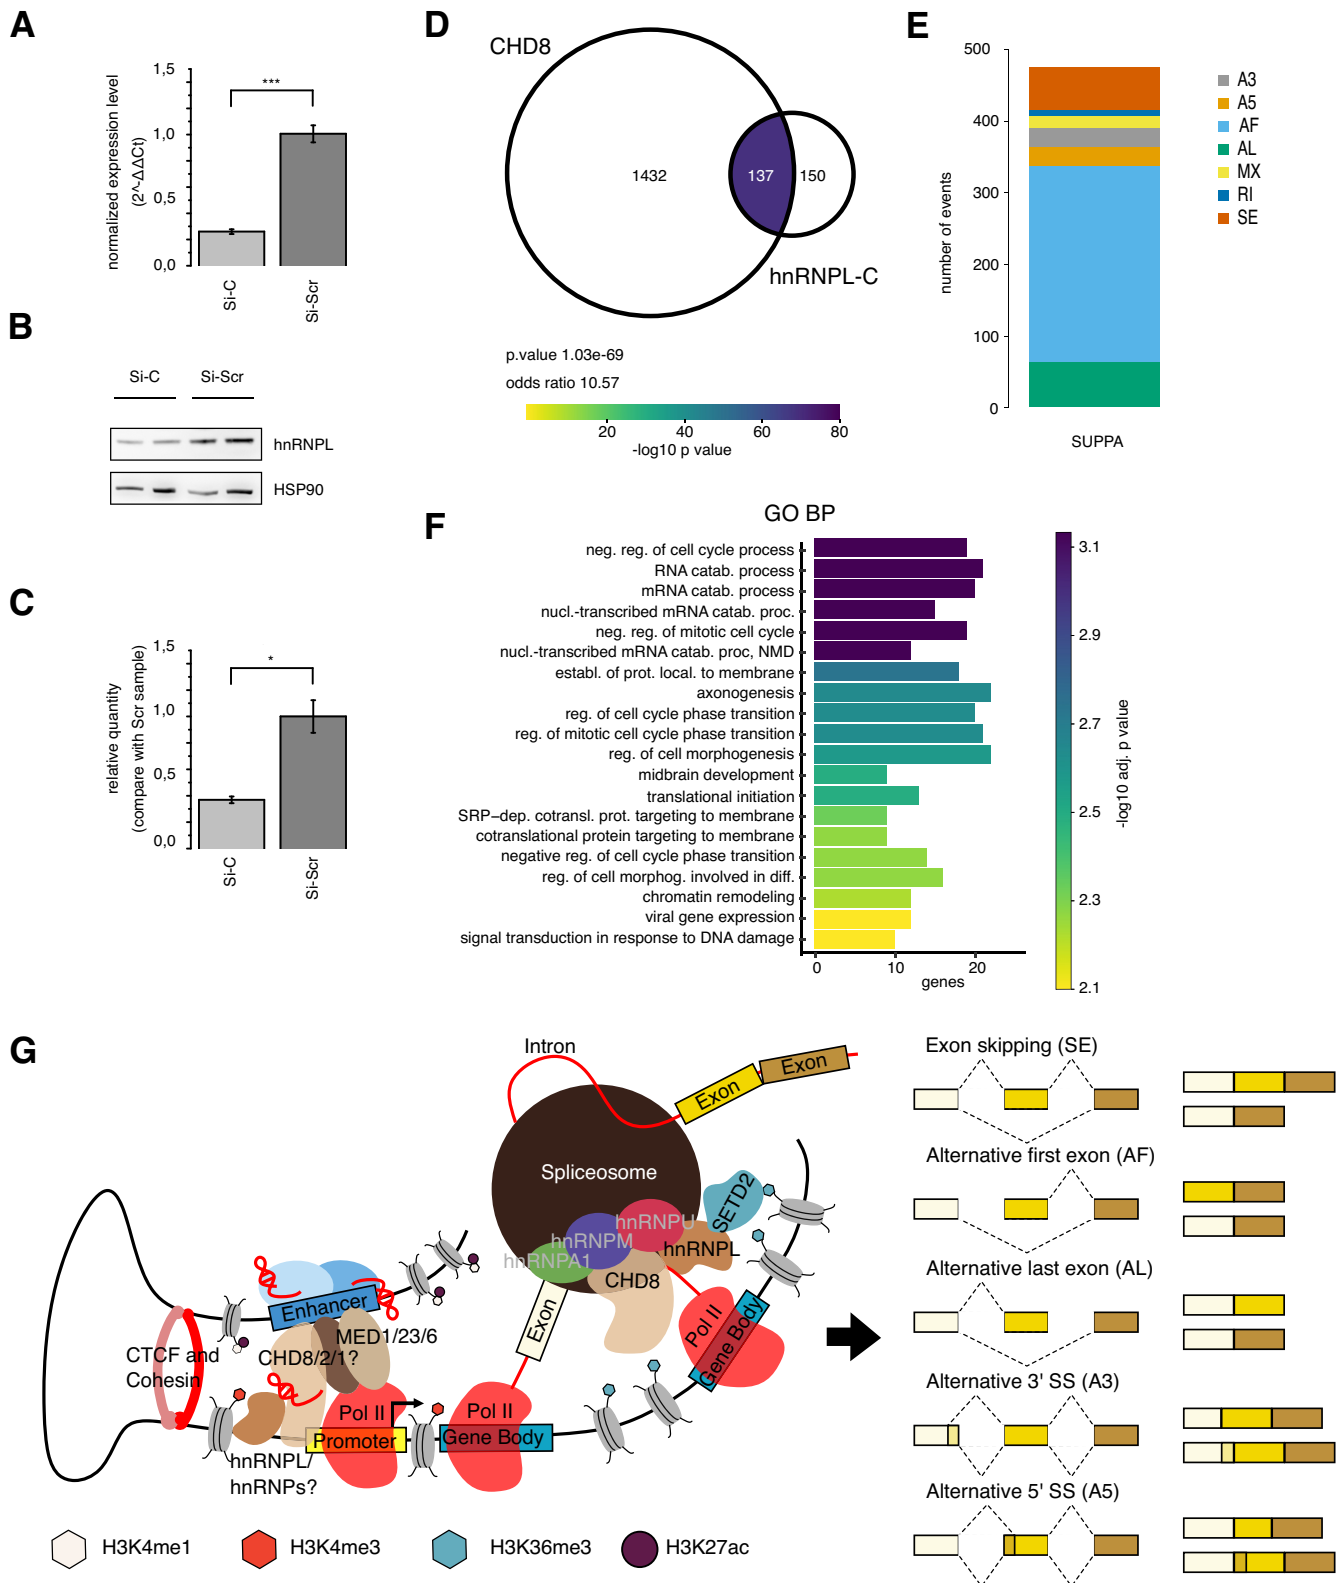 A
normalized expression level
(2^-ΔΔCt)
1,5
1,0
0,5
0,0
***
Si-C
Si-Scr
B
Si-C
Si-Scr
hnRNPL
HSP90
C
relative quantity
(compare with Scr sample)
1,5
1,0
0,5
0,0
*
Si-C
Si-Scr
D
CHD8
1432
137
150
hnRNPL-C
p.value 1.03e-69
odds ratio 10.57
20
40
60
80
-log10 p value
E
number of events
500
400
300
200
100
0
SUPPA
A3
A5
AF
AL
MX
RI
SE
F
GO BP
neg. reg. of cell cycle process
RNA catab. process
mRNA catab. process
nucl.-transcribed mRNA catab. proc.
neg. reg. of mitotic cell cycle
nucl.-transcribed mRNA catab. proc, NMD
establ. of prot. local. to membrane
axonogenesis
reg. of cell cycle phase transition
reg. of mitotic cell cycle phase transition
reg. of cell morphogenesis
midbrain development
translational initiation
SRP−dep. cotransl. prot. targeting to membrane
cotranslational protein targeting to membrane
negative reg. of cell cycle phase transition
reg. of cell morphog. involved in diff.
chromatin remodeling
viral gene expression
signal transduction in response to DNA damage
0
10
20
genes
3.1
2.9
2.7
2.5
2.3
2.1
-log10 adj. p value
G
Intron
Exon
Exon
Spliceosome
hnRNPU
hnRNPM
hnRNPA1
hnRNPL
SETD2
CHD8
Exon
Pol II
Gene Body
Enhancer
MED1/23/6
CHD8/2/1?
CTCF and
Cohesin
Pol II
Promoter
Pol II
Gene Body
hnRNPL/
hnRNPs?
H3K4me1
H3K4me3
H3K36me3
H3K27ac
Exon skipping (SE)
Alternative first exon (AF)
Alternative last exon (AL)
Alternative 3' SS (A3)
Alternative 5' SS (A5)